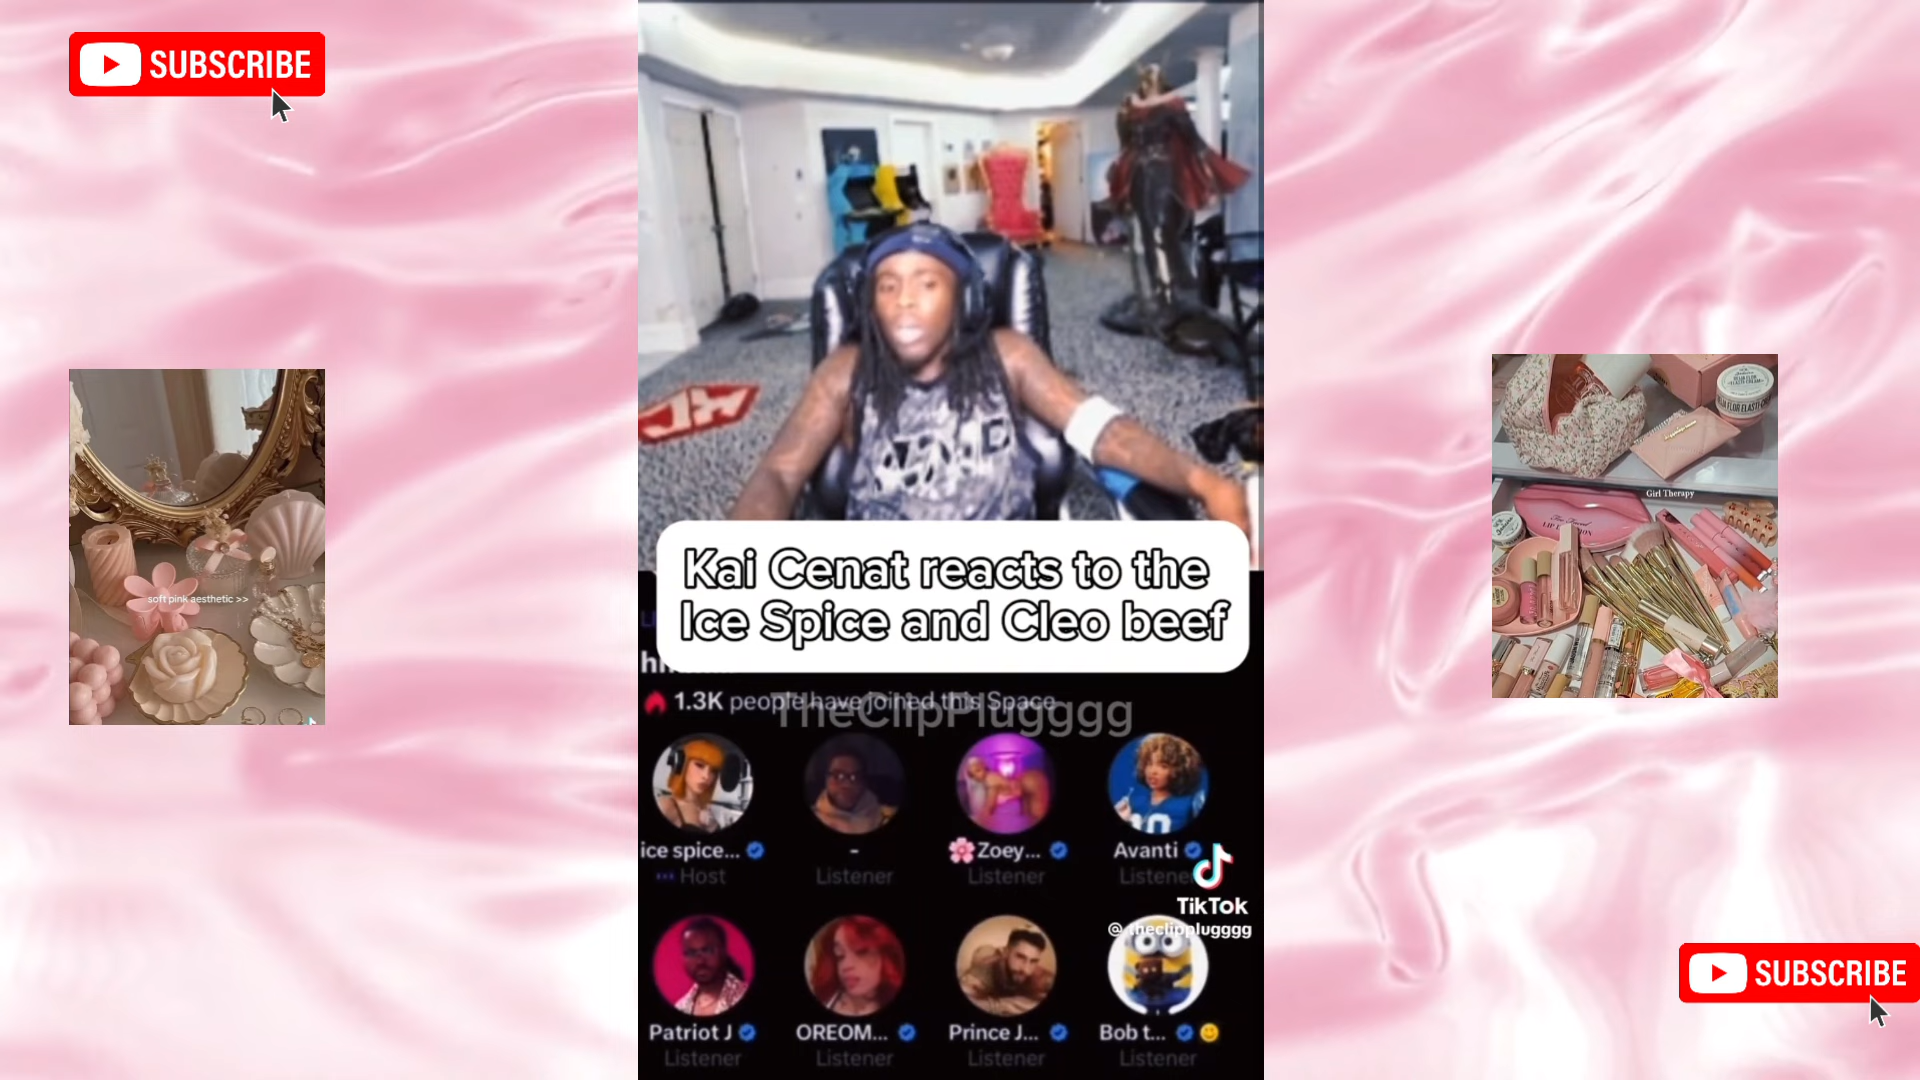 SUBSCRIBE
Kai Cenat reacts to the
Ice Spice and Cleo beef
1.3K people have joined this Space
TheClipPlugggg
ice spice...
Host
-
Listener
Zoey...
Listener
Avanti
Listener
TikTok
@theclipplugggg
Patriot J
Listener
OREOM...
Listener
Prince J...
Listener
Bob t...
Listener
soft pink aesthetic >>
Girl Therapy
SUBSCRIBE